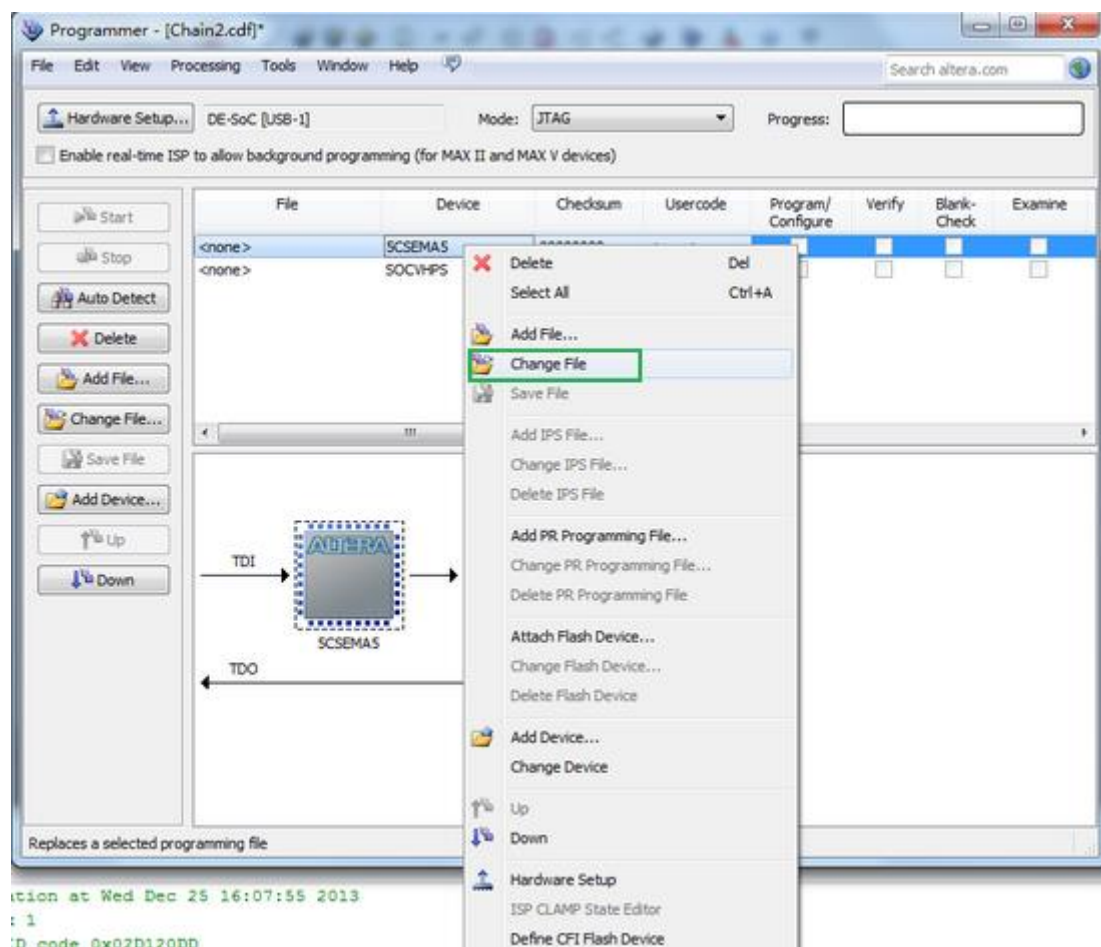 Programmer - [Chain2.cdf]*
File Edit View Processing Tools Window Help
Search altera.com
Hardware Setup... DE-SoC [USB-1] Mode: JTAG Progress:
Enable real-time ISP to allow background programming (for MAX II and MAX V devices)
Start
Stop
Auto Detect
Delete
Add File...
Change File...
Save File
Add Device...
Up
Down
File Device Checksum Usercode Program/ Verify Blank- Examine
Configure Check
<none> SCSEMA5
<none> SOCVHPS
TDI
ALTERA
SCSEMA5
TDO
Delete Del
Select All Ctrl+A
Add File...
Change File
Save File
Add IPS File...
Change IPS File...
Delete IPS File
Add PR Programming File...
Change PR Programming File...
Delete PR Programming File
Attach Flash Device...
Change Flash Device...
Delete Flash Device
Add Device...
Change Device
Up
Down
Hardware Setup
ISP CLAMP State Editor
Define CFI Flash Device
Replaces a selected programming file
tion at Wed Dec 25 16:07:55 2013
: 1
D code 0x02D120DD